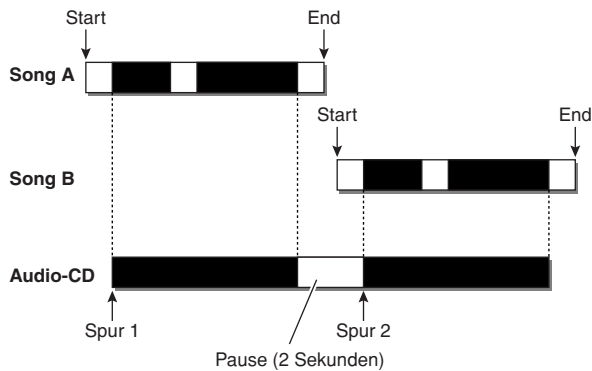 Start
End
Song A
Start
End
Song B
Audio-CD
Spur 1
Spur 2
Pause (2 Sekunden)